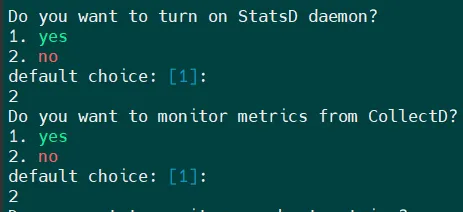 Do you want to turn on StatsD daemon?
1. yes
2. no
default choice: [1]:
2
Do you want to monitor metrics from CollectD?
1. yes
2. no
default choice: [1]:
2